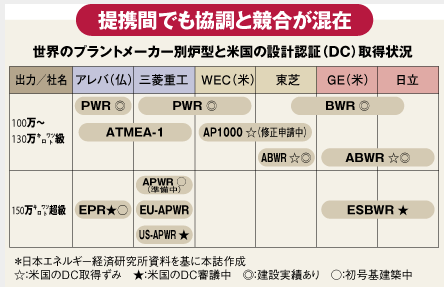 提携間でも協調と競合が混在
世界のプラントメーカー別炉型と米国の設計認証(DC)取得状況
出力/社名 アレバ(仏) 三菱重工 WEC(米) 東芝 GE(米) 日立
PWR◎ PWR ◎ BWR ◎
100万〜
130万キロワット級
ATMEA-1 AP1000 ☆(修正申請中)
ABWR ☆◎ ABWR ☆◎
150万キロワット超級
APWR ○
(準備中)
EPR★○ EU-APWR ESBWR ★
US-APWR ★
*日本エネルギー経済研究所資料を基に本誌作成
☆:米国のDC取得ずみ ★:米国のDC審議中 ◎:建設実績あり ○:初号基建築中